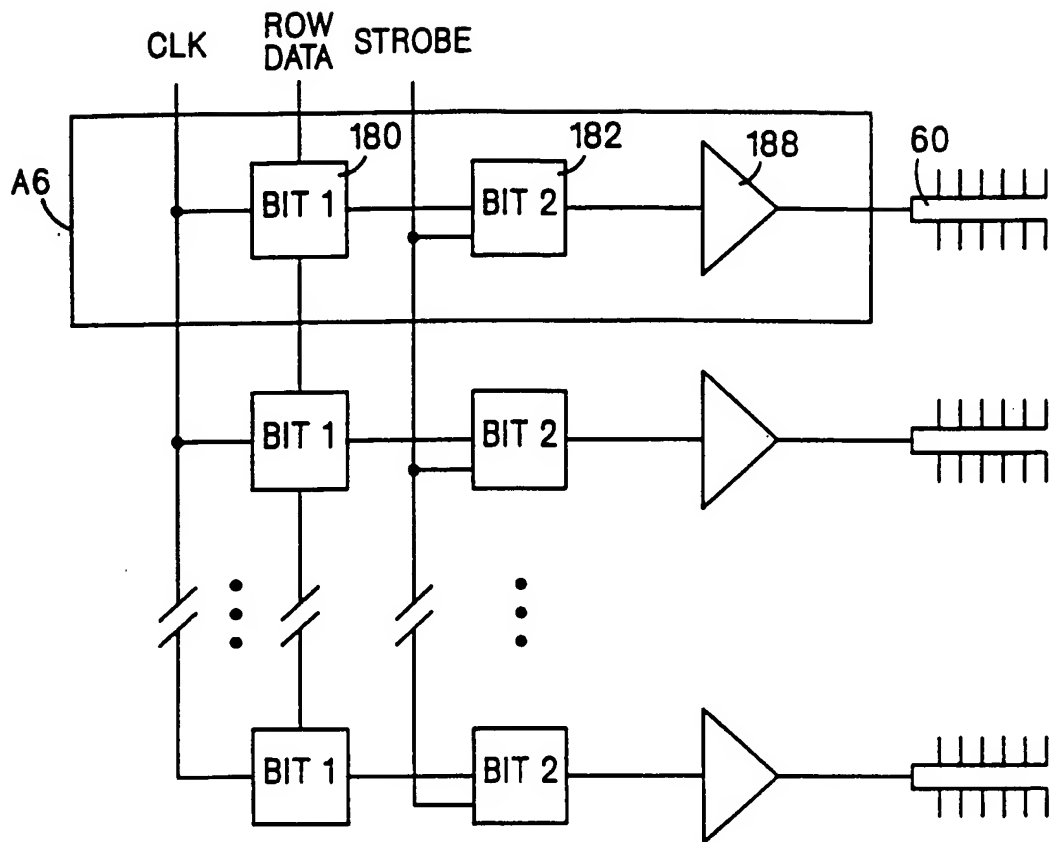 CLK
ROW
DATA
STROBE
A6
180
182
188
60
BIT 1
BIT 2
BIT 1
BIT 2
BIT 1
BIT 2